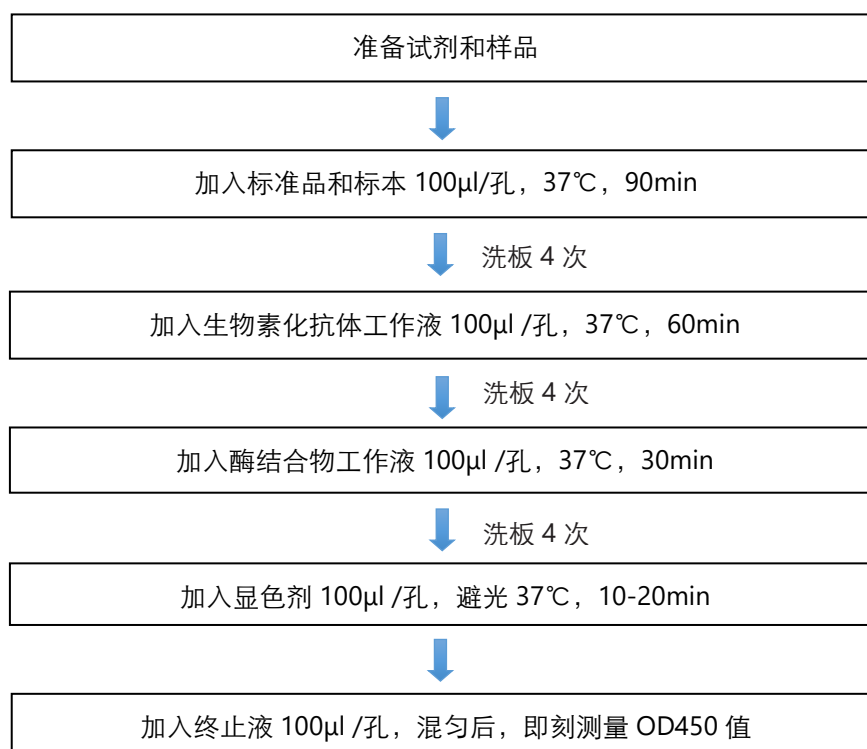 准备试剂和样品
加入标准品和标本 100μl/孔，37℃，90min
洗板 4 次
加入生物素化抗体工作液 100μl /孔，37℃，60min
洗板 4 次
加入酶结合物工作液 100μl /孔，37℃，30min
洗板 4 次
加入显色剂 100μl /孔，避光 37℃，10-20min
加入终止液 100μl /孔，混匀后，即刻测量 OD450 值